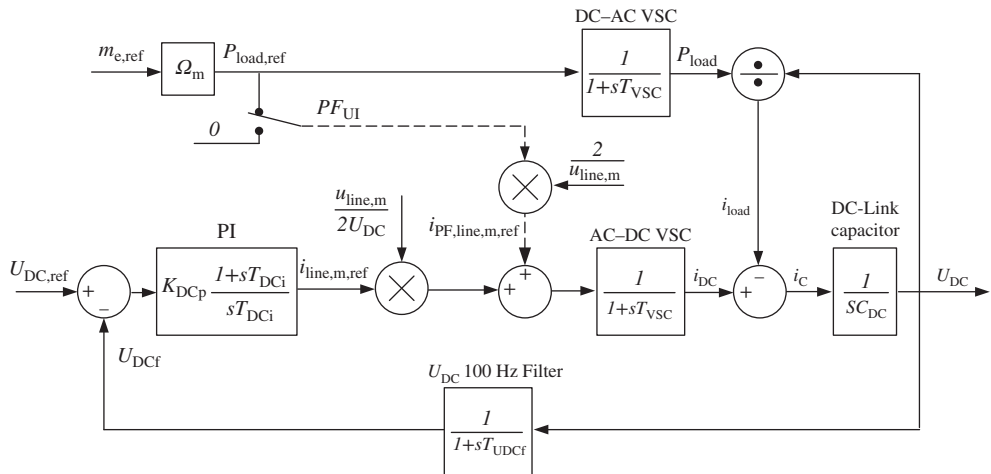 DC–AC VSC
m_e,ref
Ω_m
P_load,ref
1
1+sT_VSC
P_load
÷
PF_UI
0
2
u_line,m
u_line,m
2U_DC
i_PF,line,m,ref
i_load
DC-Link
capacitor
PI
AC–DC VSC
U_DC,ref
+
−
K_DCp
1+sT_DCi
sT_DCi
i_line,m,ref
×
×
+
+
1
1+sT_VSC
i_DC
+
−
i_C
1
SC_DC
U_DC
U_DCf
U_DC 100 Hz Filter
1
1+sT_UDCf